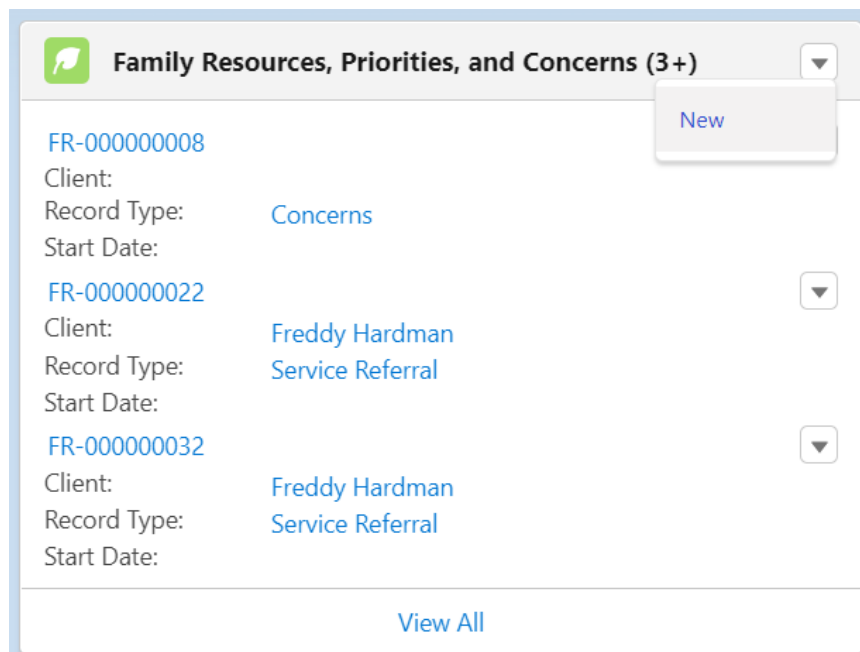 Family Resources, Priorities, and Concerns (3+)
New
FR-000000008
Client:
Record Type: Concerns
Start Date:
FR-000000022
Client: Freddy Hardman
Record Type: Service Referral
Start Date:
FR-000000032
Client: Freddy Hardman
Record Type: Service Referral
Start Date:
View All